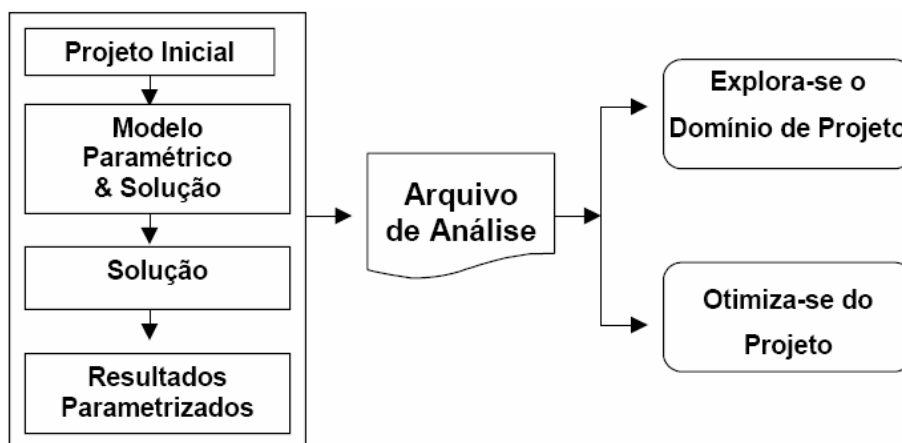 Projeto Inicial
Modelo
Paramétrico
& Solução
Solução
Resultados
Parametrizados
Arquivo
de Análise
Explora-se o
Domínio de Projeto
Otimiza-se do
Projeto